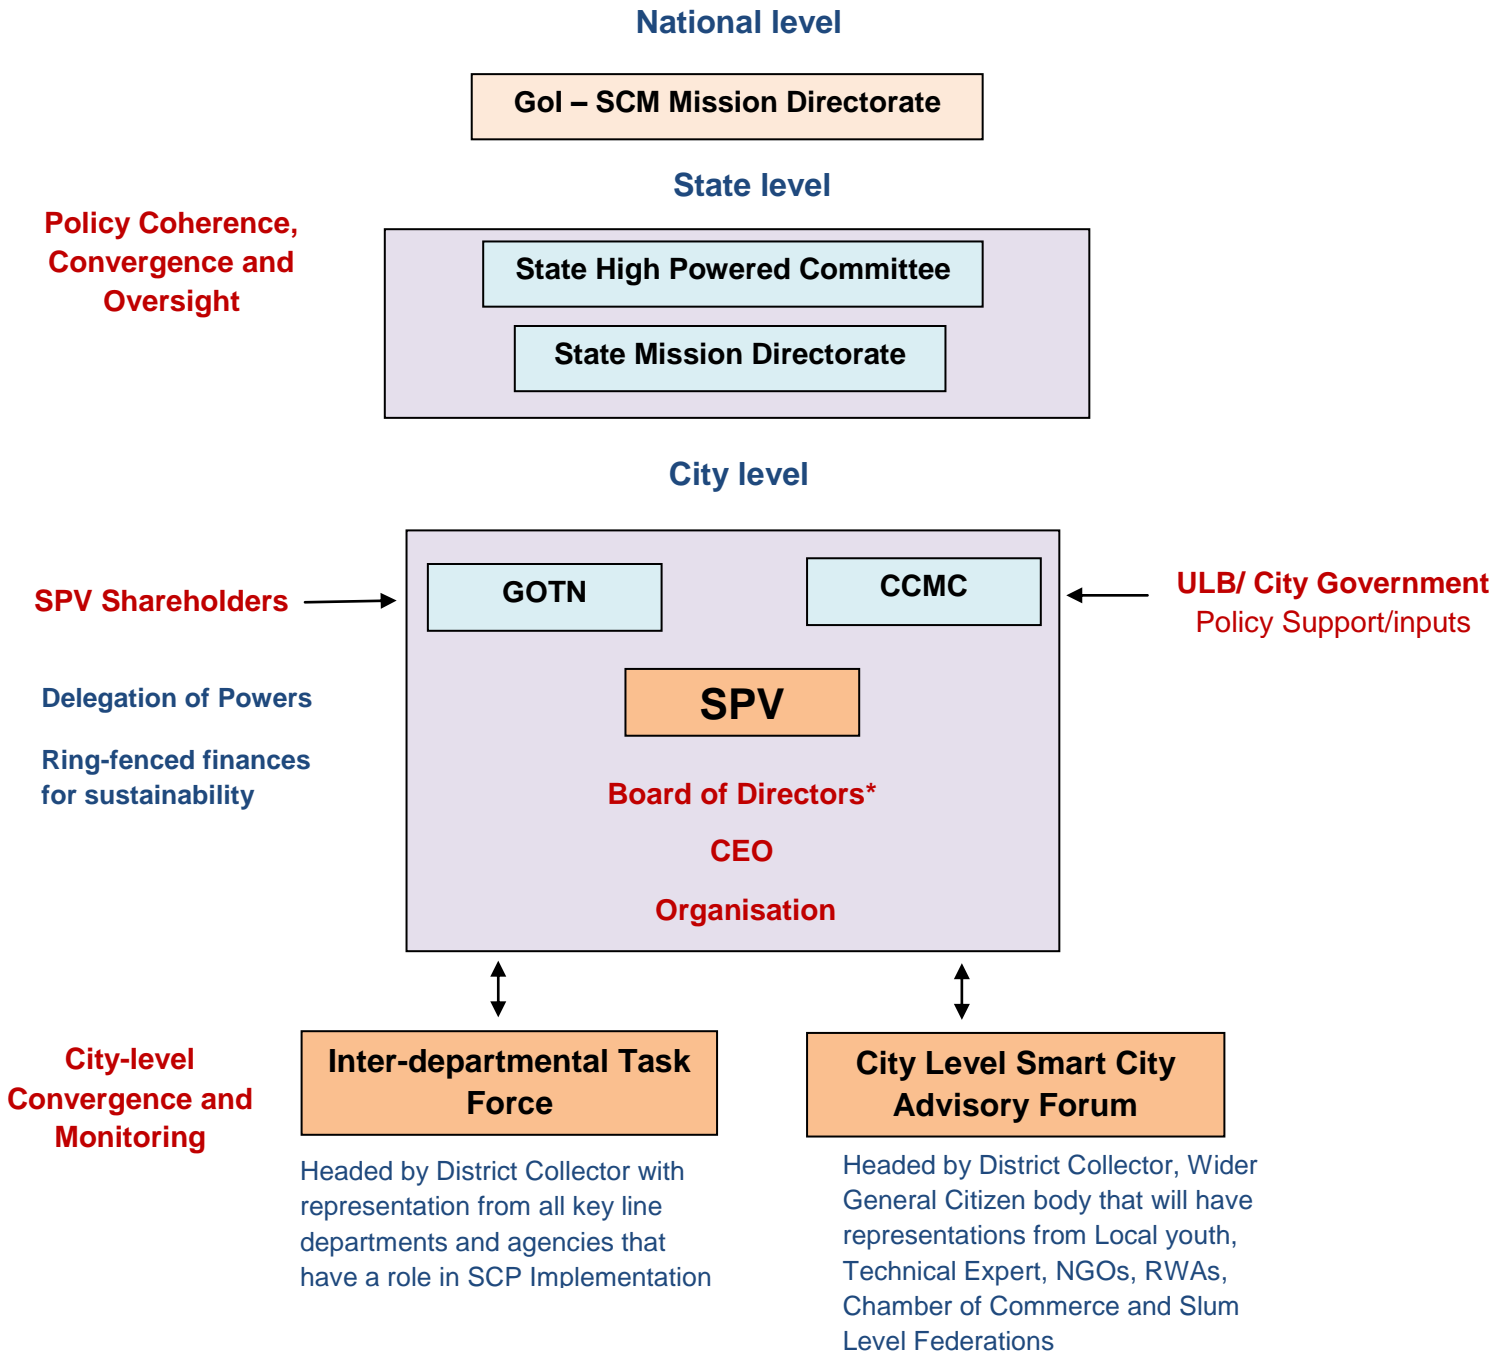 National level
GoI – SCM Mission Directorate
State level
Policy Coherence,
Convergence and
Oversight
State High Powered Committee
State Mission Directorate
City level
SPV Shareholders
GOTN
CCMC
ULB/ City Government
Policy Support/inputs
Delegation of Powers
Ring-fenced finances
for sustainability
SPV
Board of Directors*
CEO
Organisation
City-level
Convergence and
Monitoring
Inter-departmental Task
Force
Headed by District Collector with
representation from all key line
departments and agencies that
have a role in SCP Implementation
City Level Smart City
Advisory Forum
Headed by District Collector, Wider
General Citizen body that will have
representations from Local youth,
Technical Expert, NGOs, RWAs,
Chamber of Commerce and Slum
Level Federations